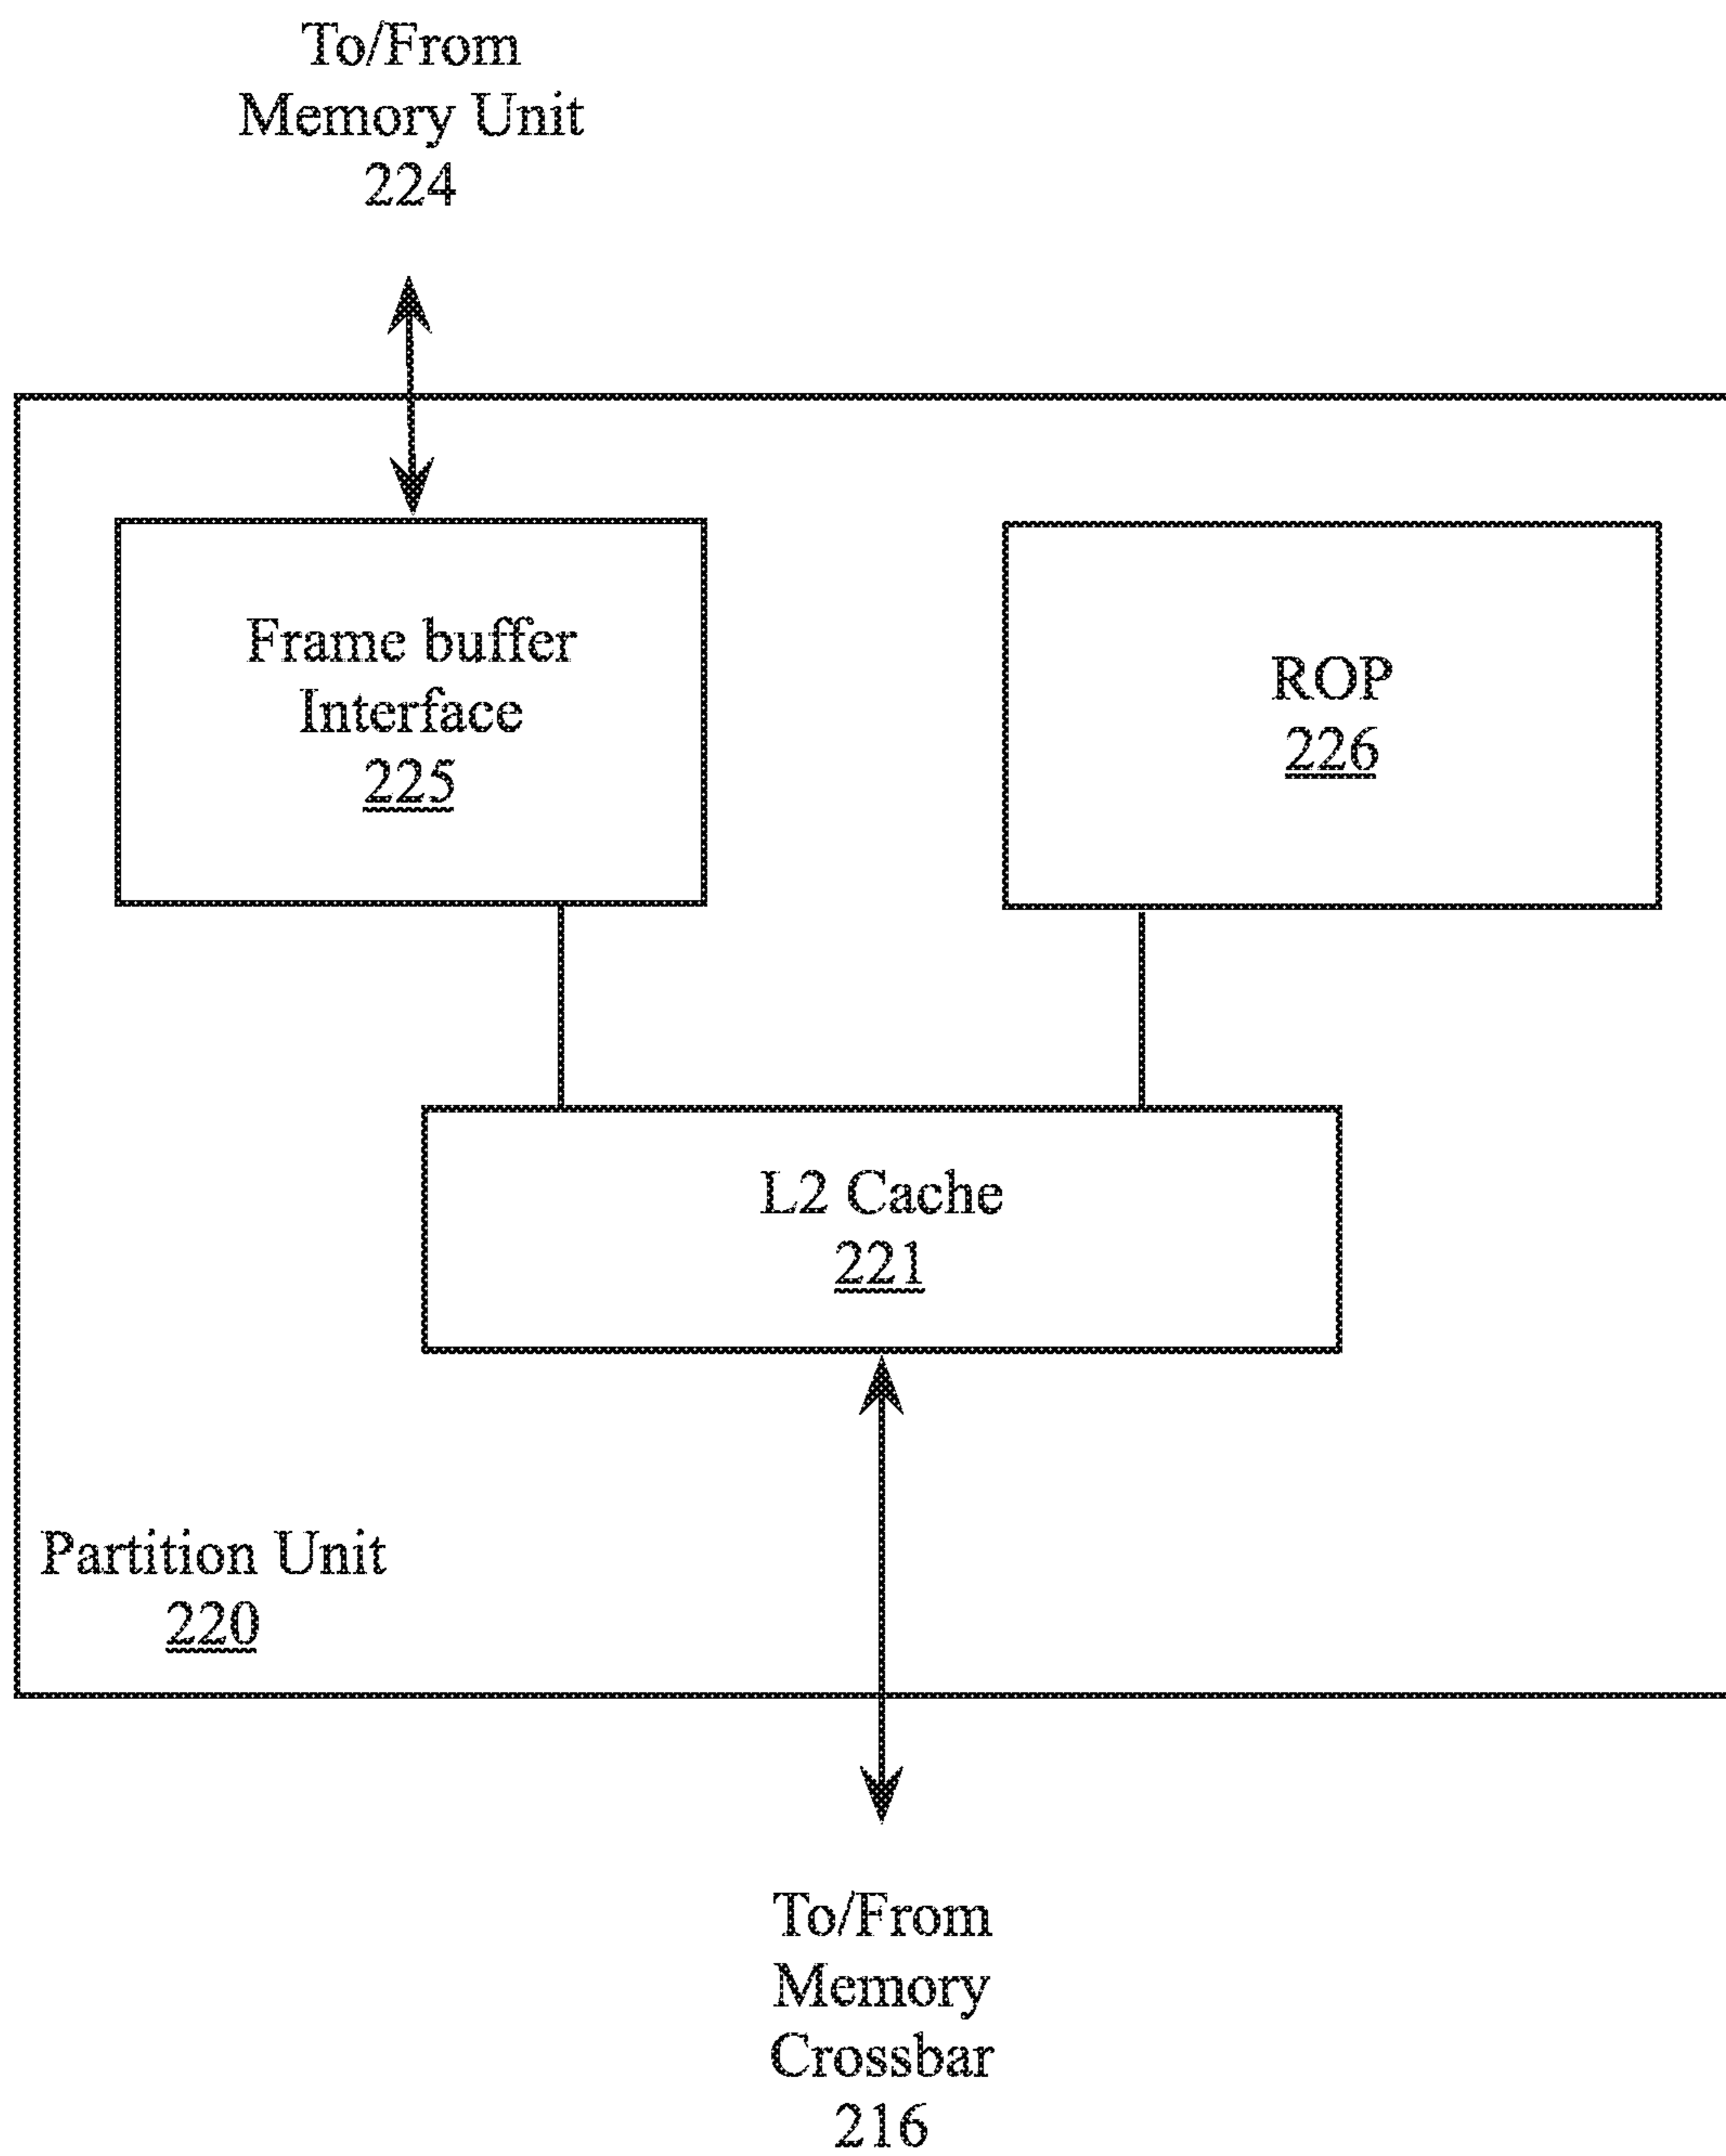 To/From
Memory Unit
224
Frame buffer
Interface
225
ROP
226
L2 Cache
221
Partition Unit
220
To/From
Memory
Crossbar
216